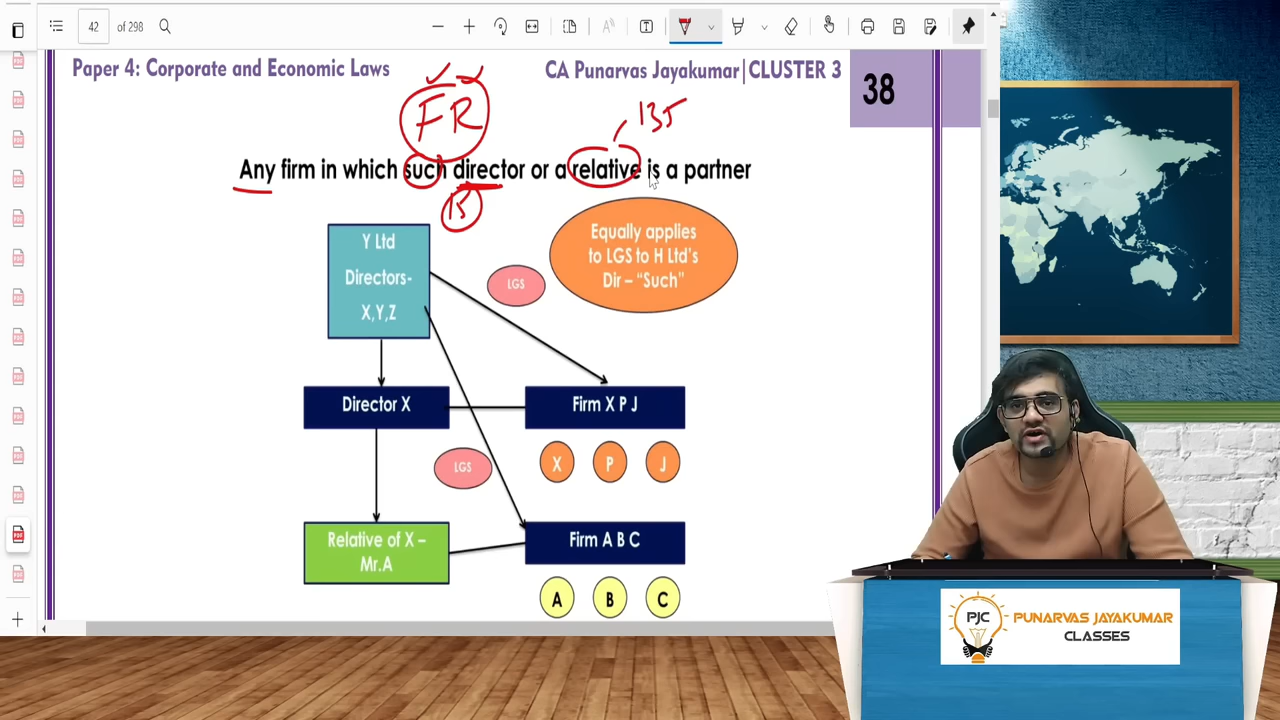 42 of 298
Paper 4: Corporate and Economic Laws
CA Punarvas Jayakumar|CLUSTER 3
38
FR
135
Any firm in which such director or a relative is a partner
15
Y Ltd
Directors-
X,Y,Z
LGS
Equally applies
to LGS to H Ltd's
Dir – "Such"
Director X
Firm X P J
LGS
X P J
Relative of X –
Mr.A
Firm A B C
A B C
PJC
PUNARVAS JAYAKUMAR
CLASSES